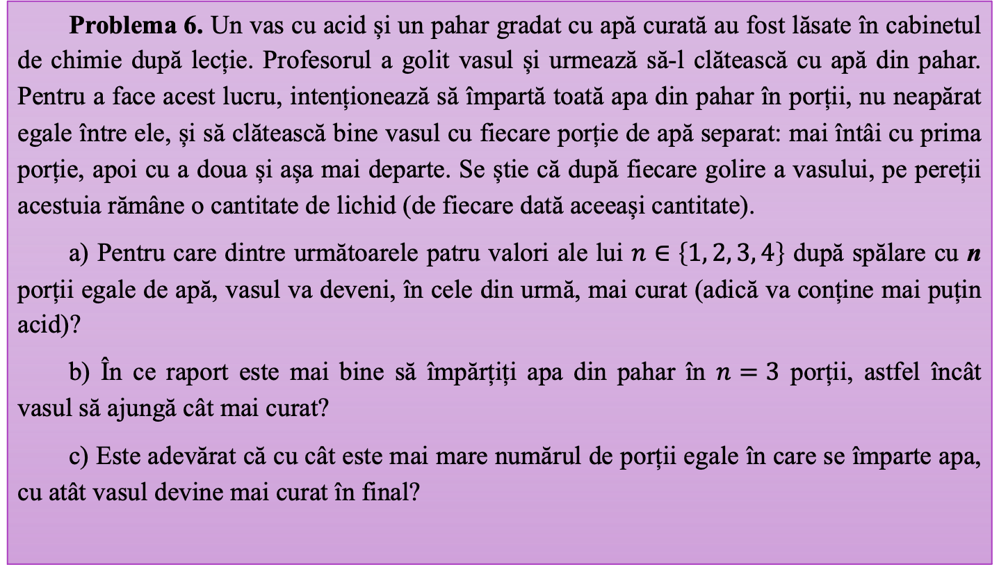 Problema 6. Un vas cu acid și un pahar gradat cu apă curată au fost lăsate în cabinetul
de chimie după lecție. Profesorul a golit vasul și urmează să-l clătească cu apă din pahar.
Pentru a face acest lucru, intenționează să împartă toată apa din pahar în porții, nu neapărat
egale între ele, și să clătească bine vasul cu fiecare porție de apă separat: mai întâi cu prima
porție, apoi cu a doua și așa mai departe. Se știe că după fiecare golire a vasului, pe pereții
acestuia rămâne o cantitate de lichid (de fiecare dată aceeași cantitate).
a) Pentru care dintre următoarele patru valori ale lui n ∈ {1, 2, 3, 4} după spălare cu n
porții egale de apă, vasul va deveni, în cele din urmă, mai curat (adică va conține mai puțin
acid)?
b) În ce raport este mai bine să împărțiți apa din pahar în n = 3 porții, astfel încât
vasul să ajungă cât mai curat?
c) Este adevărat că cu cât este mai mare numărul de porții egale în care se împarte apa,
cu atât vasul devine mai curat în final?